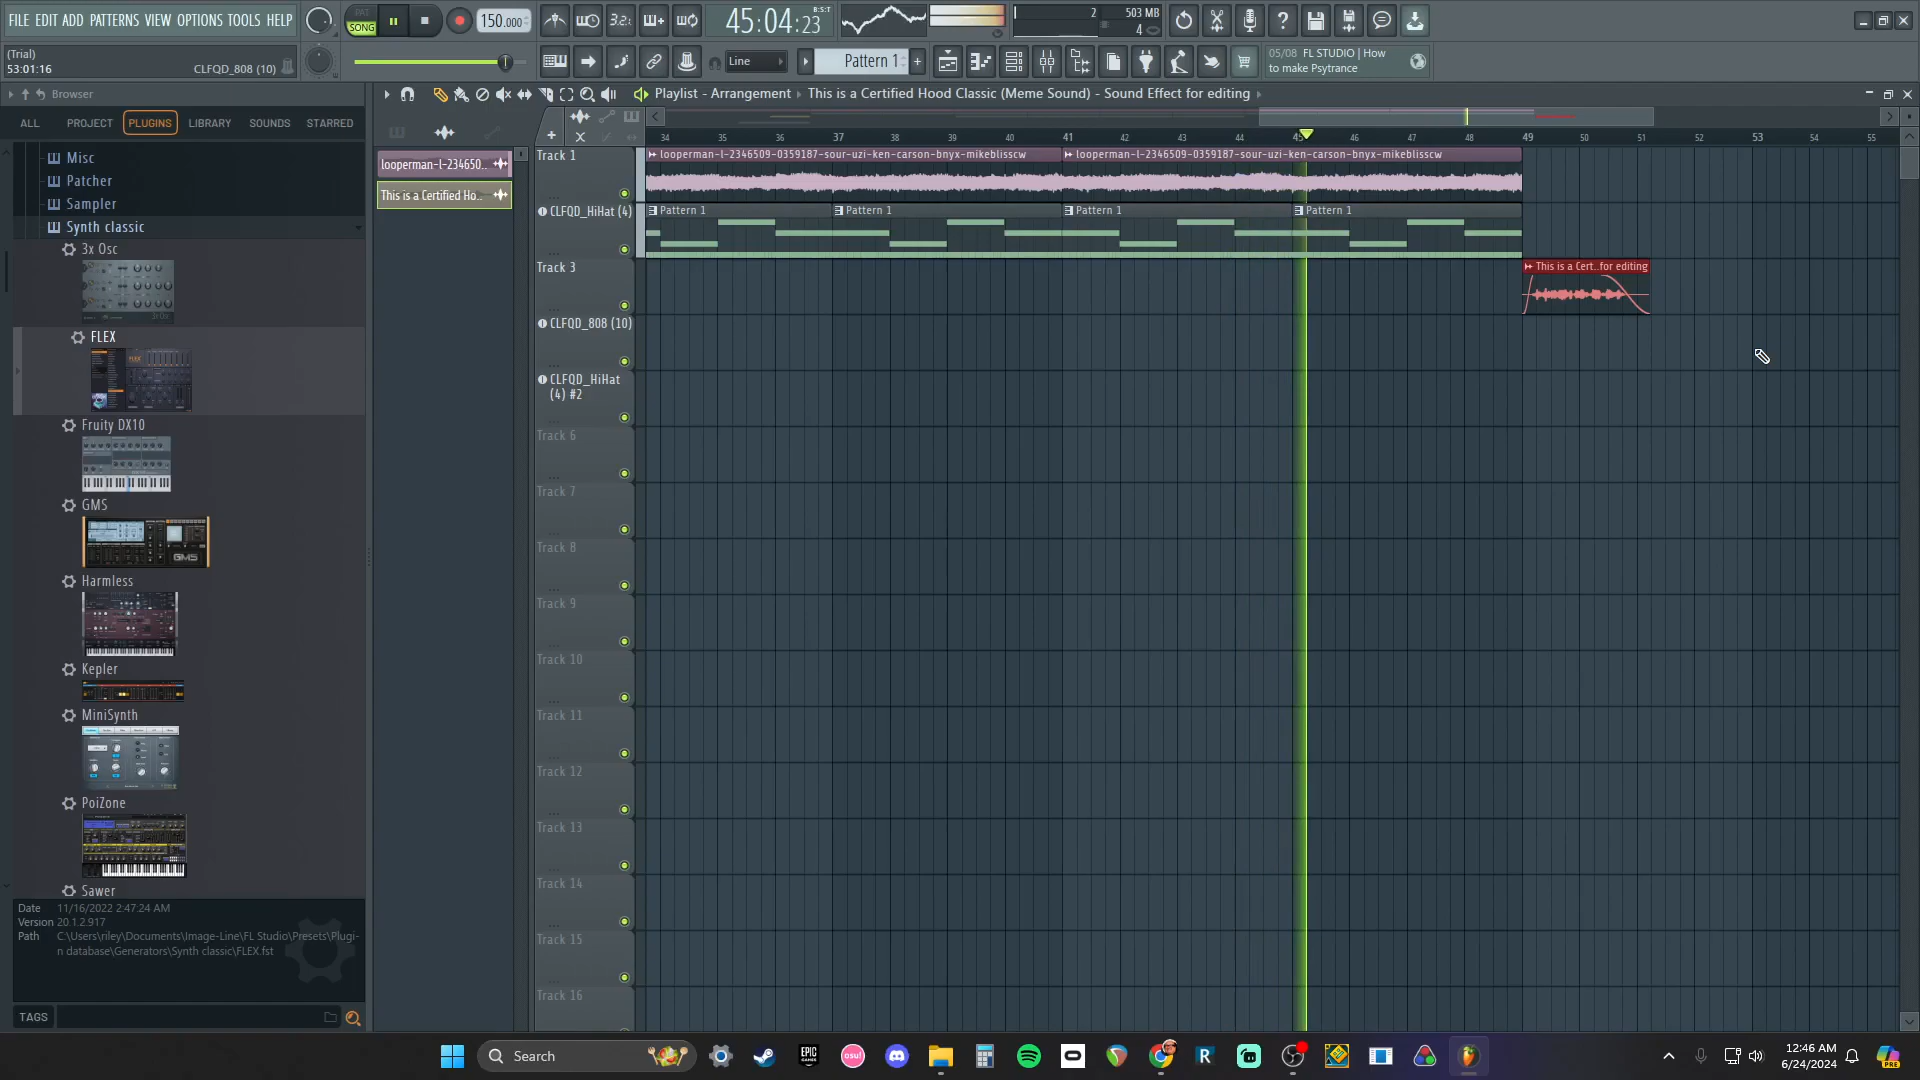 FILE EDIT ADD PATTERNS VIEW OPTIONS TOOLS HELP
PAT
SONG
150.000
3.2.
45:04:23
B:S:T
2
503 MB
4
(Trial)
53:01:16
CLFQD_808 (10)
Line
Pattern 1
+
05/08 FL STUDIO | How
to make Psytrance
Browser
Playlist - Arrangement
This is a Certified Hood Classic (Meme Sound) - Sound Effect for editing
ALL
PROJECT
PLUGINS
LIBRARY
SOUNDS
STARRED
34 35 36 37 38 39 40 41 42 43 44 45 46 47 48 49 50 51 52 53 54 55
Misc
Patcher
Sampler
Synth classic
3x Osc
FLEX
Fruity DX10
GMS
Harmless
Kepler
MiniSynth
PoiZone
Sawer
looperman-l-234650..
This is a Certified Ho..
Track 1
looperman-l-2346509-0359187-sour-uzi-ken-carson-bnyx-mikeblisscw
looperman-l-2346509-0359187-sour-uzi-ken-carson-bnyx-mikeblisscw
CLFQD_HiHat (4)
Pattern 1
Pattern 1
Pattern 1
Pattern 1
Track 3
This is a Cert..for editing
CLFQD_808 (10)
CLFQD_HiHat
(4) #2
Track 6
Track 7
Track 8
Track 9
Track 10
Track 11
Track 12
Track 13
Track 14
Track 15
Track 16
Date 11/16/2022 2:47:24 AM
Version 20.1.2.917
Path C:\Users\riley\Documents\Image-Line\FL Studio\Presets\Plugi-
n database\Generators\Synth classic\FLEX.fst
TAGS
Search
EPIC
GAMES
osu!
R
12:46 AM
6/24/2024
PRE